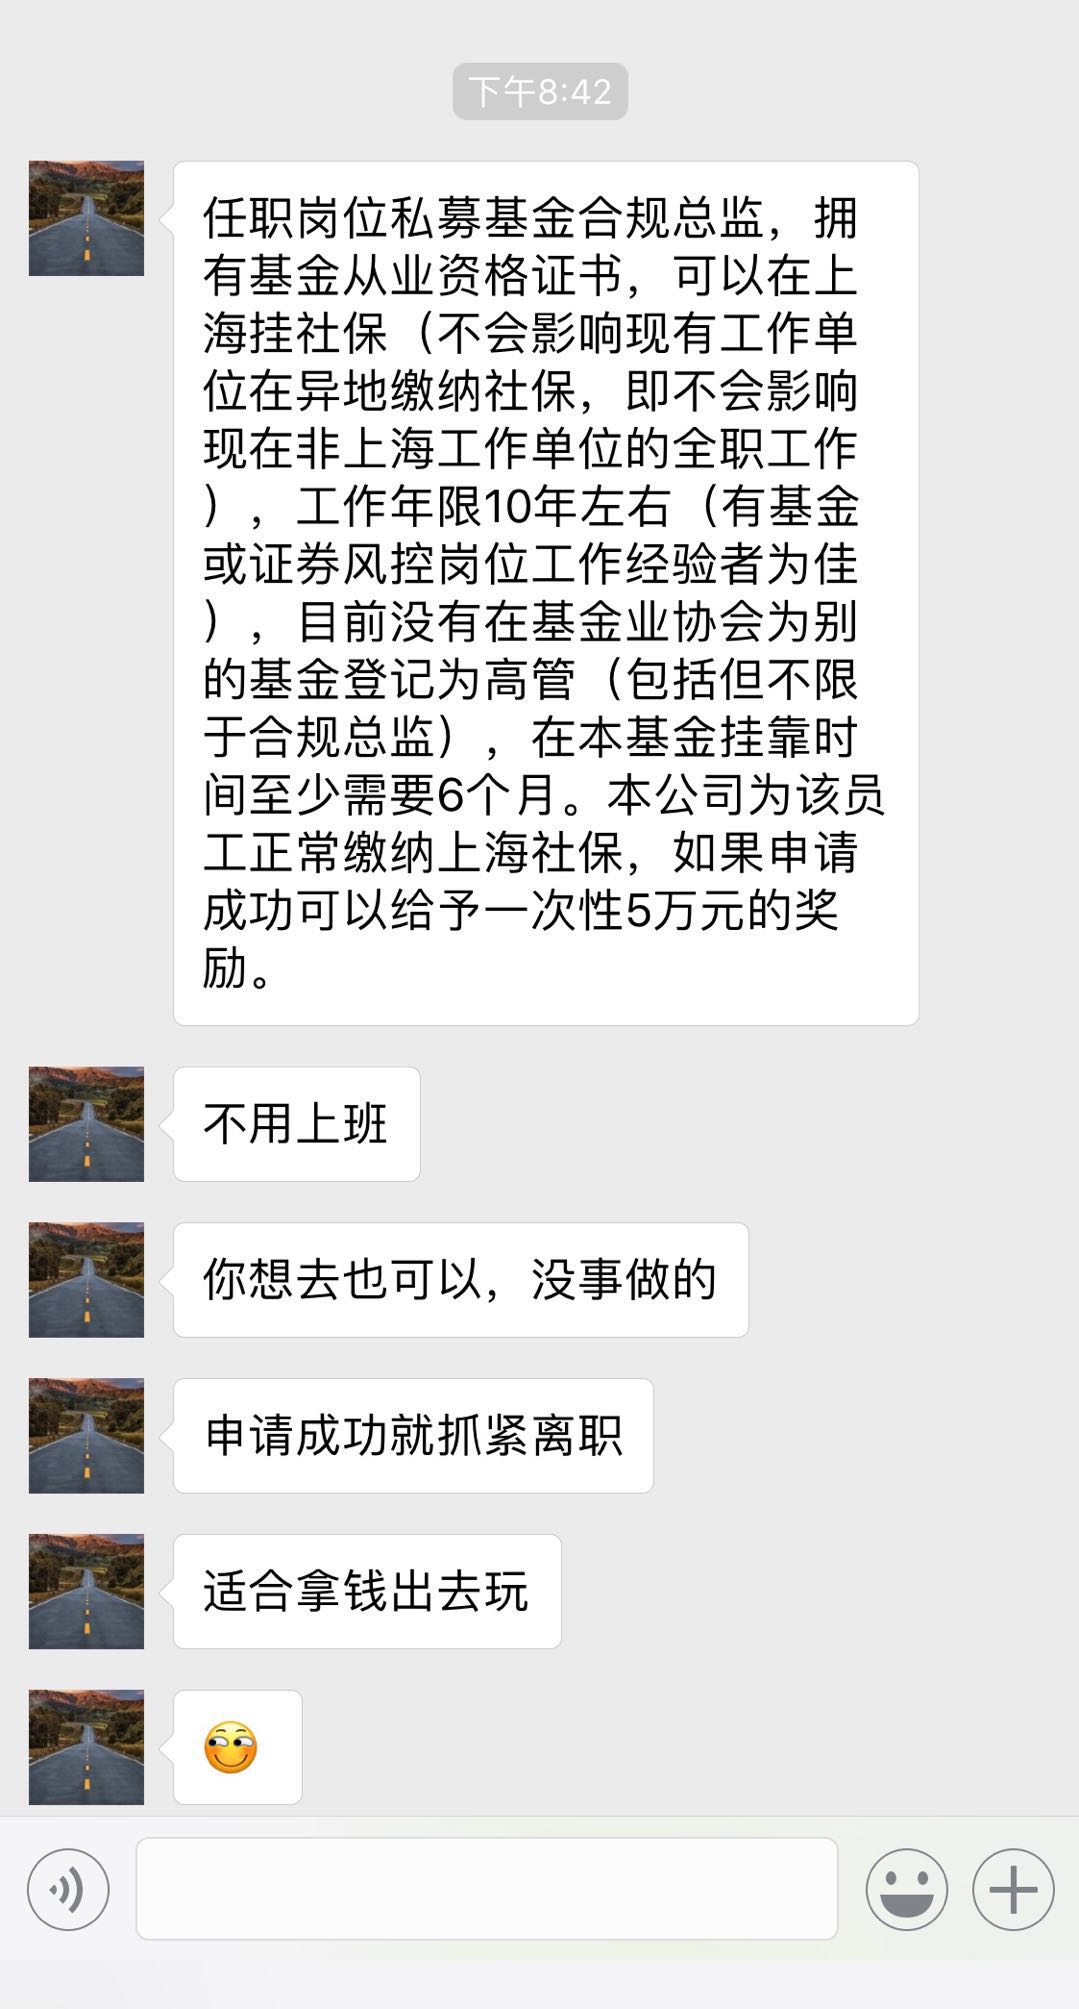 下午8:42
任职岗位私募基金合规总监，拥
有基金从业资格证书，可以在上
海挂社保（不会影响现有工作单
位在异地缴纳社保，即不会影响
现在非上海工作单位的全职工作
），工作年限10年左右（有基金
或证券风控岗位工作经验者为佳
），目前没有在基金业协会为别
的基金登记为高管（包括但不限
于合规总监），在本基金挂靠时
间至少需要6个月。本公司为该员
工正常缴纳上海社保，如果申请
成功可以给予一次性5万元的奖
励。
不用上班
你想去也可以，没事做的
申请成功就抓紧离职
适合拿钱出去玩